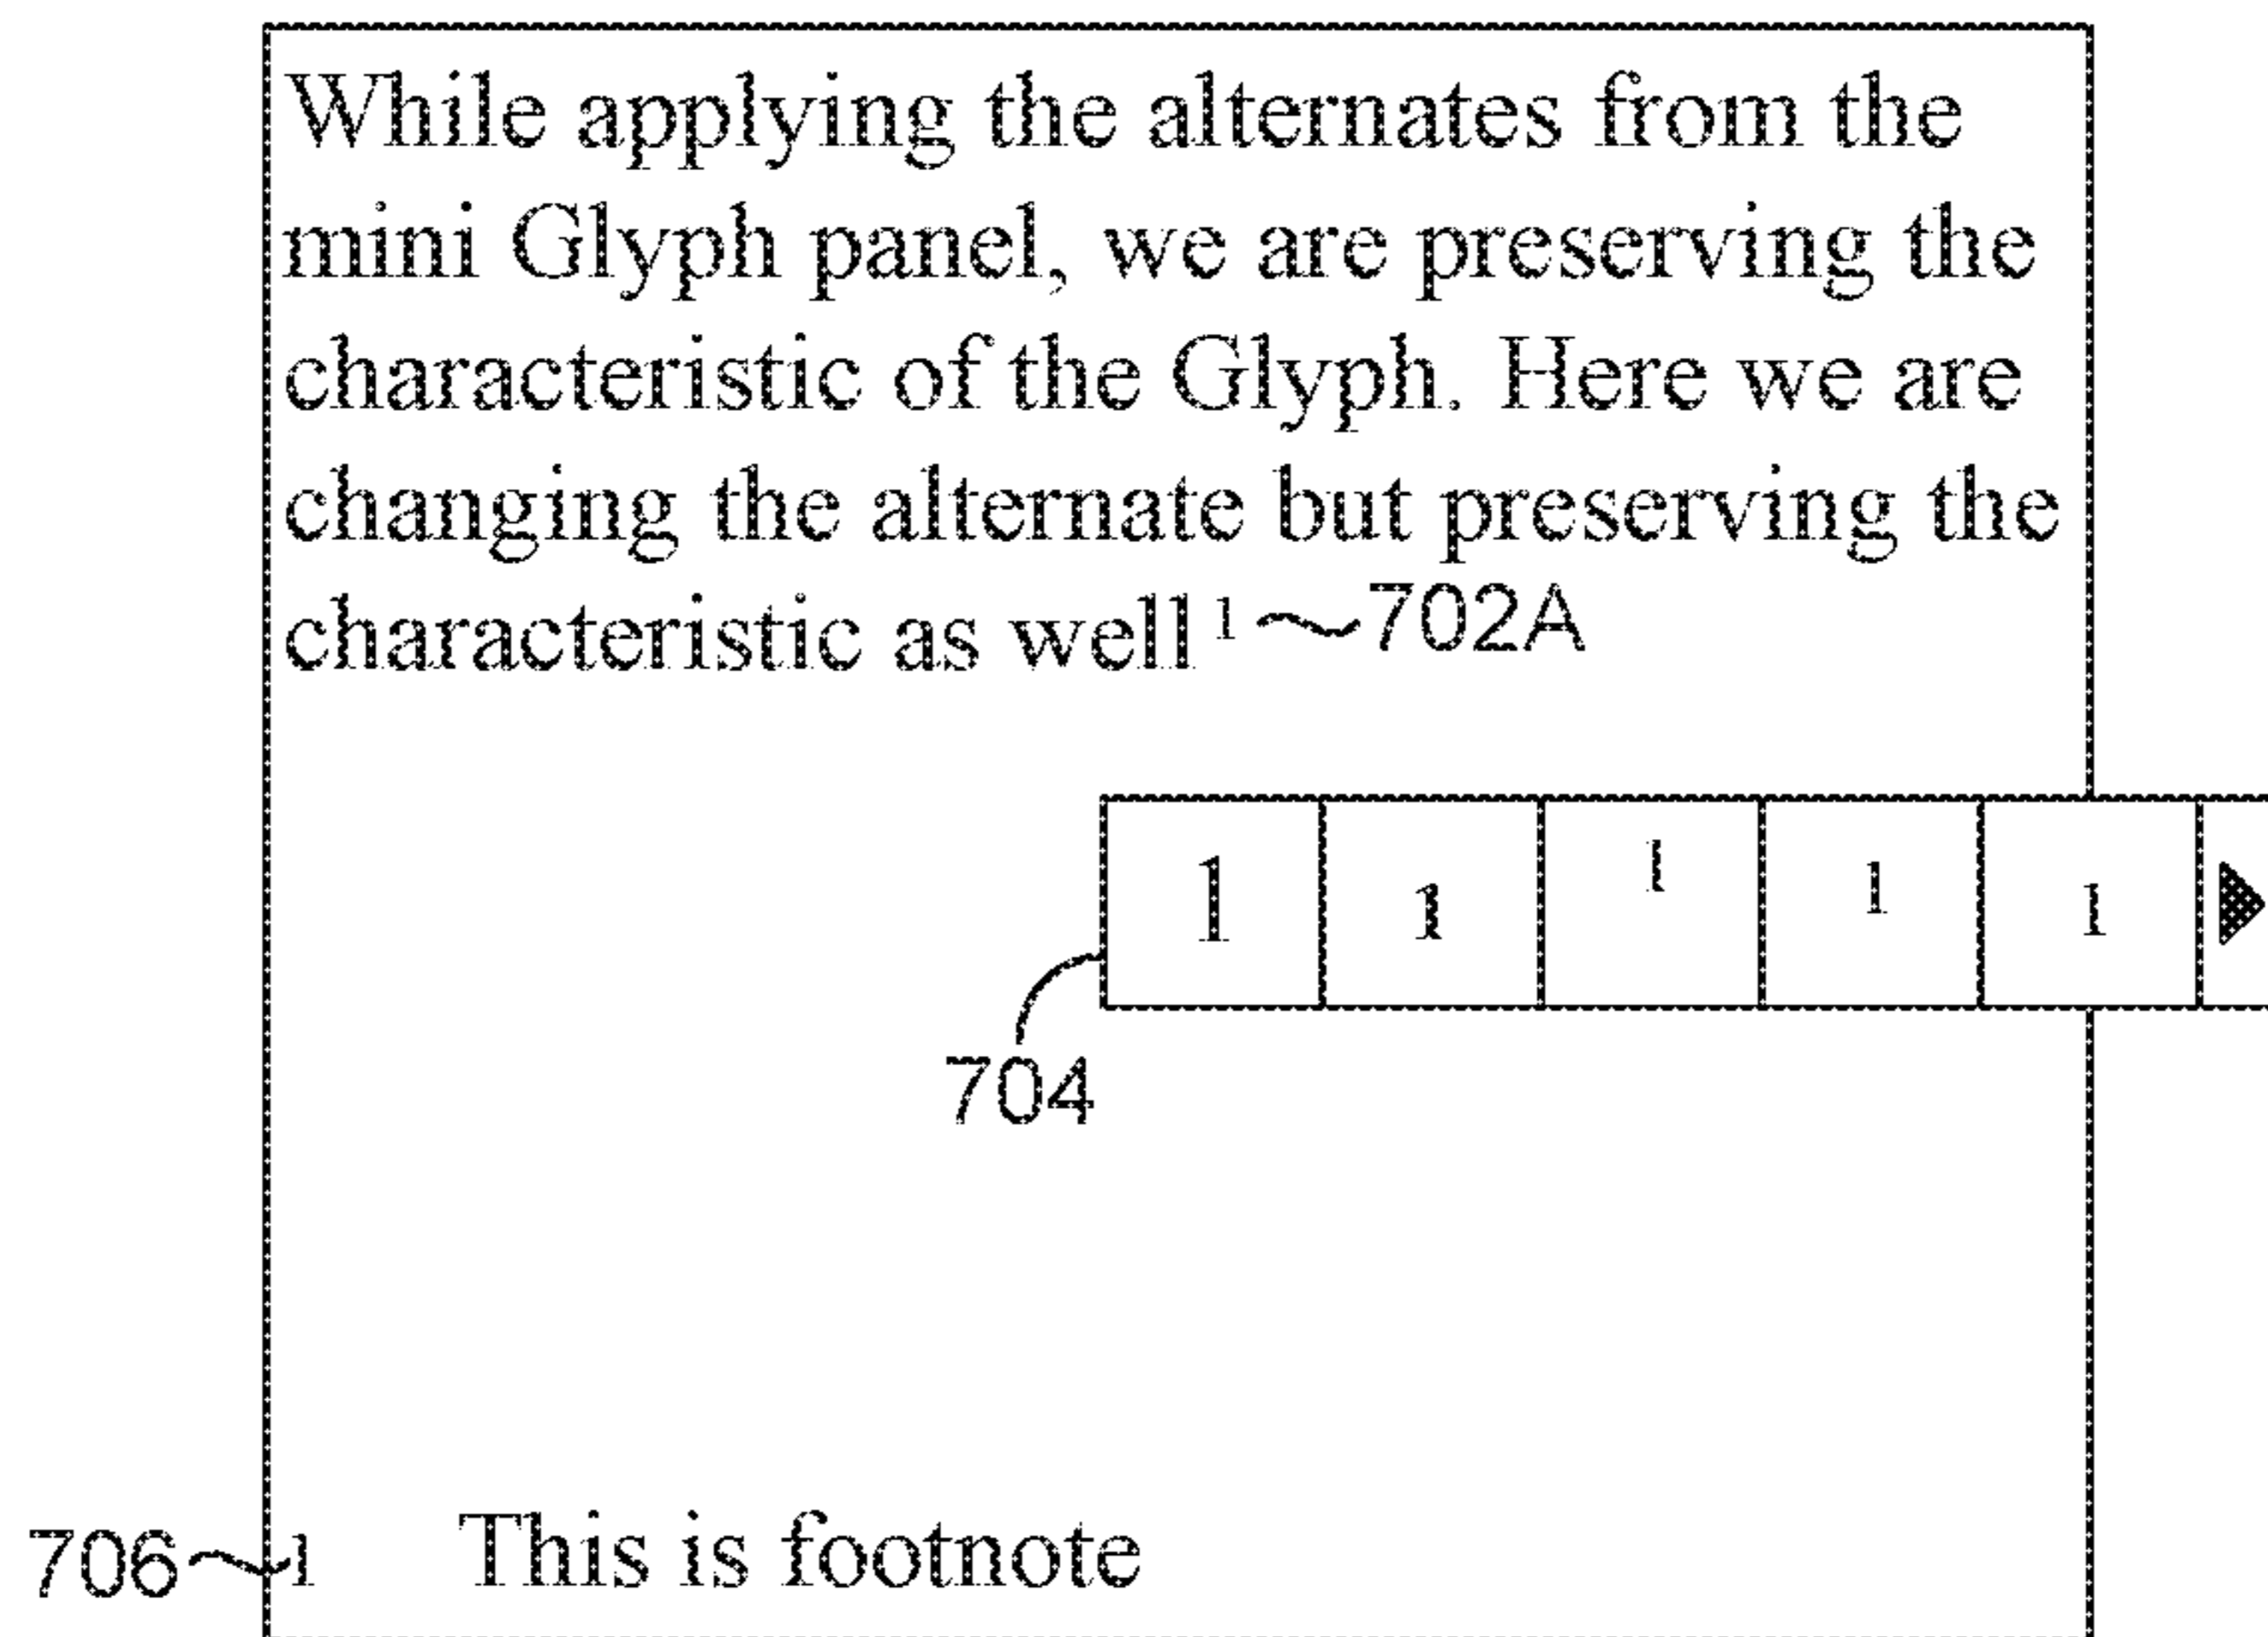 While applying the alternates from the
mini Glyph panel, we are preserving the
characteristic of the Glyph. Here we are
changing the alternate but preserving the
characteristic as well¹ 702A
1 1 1 1 1
704
706 1 This is footnote